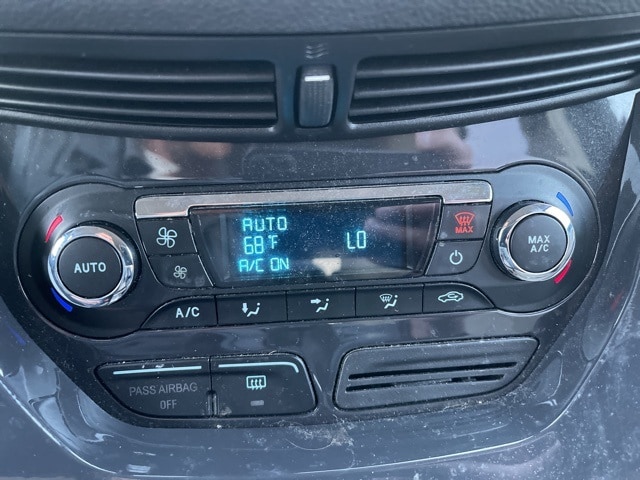 AUTO
68°F
LO
A/C ON
MAX
AUTO
MAX
A/C
A/C
PASS AIRBAG
OFF